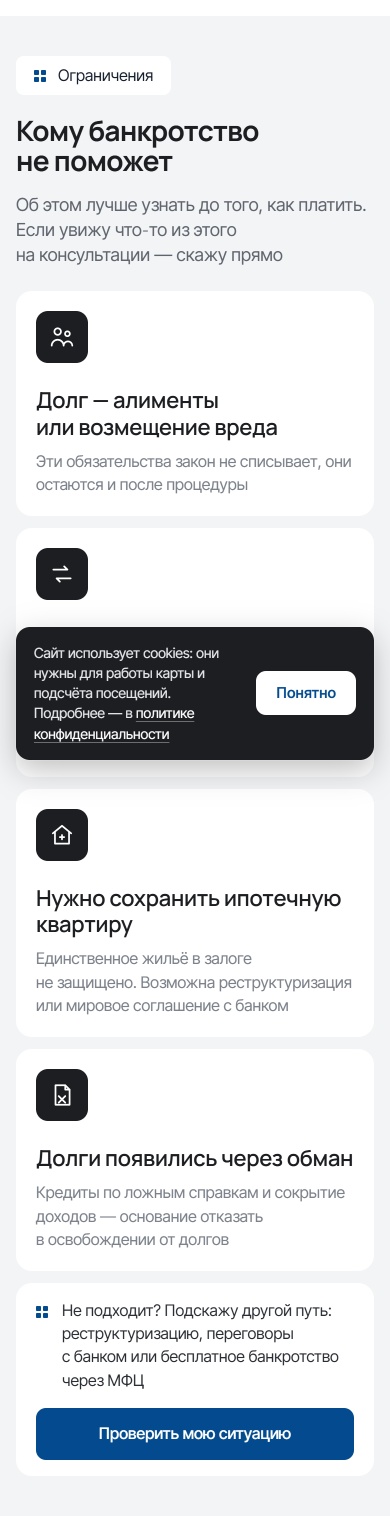 Ограничения
Кому банкротство
не поможет
Об этом лучше узнать до того, как платить.
Если увижу что-то из этого
на консультации — скажу прямо
Долг — алименты
или возмещение вреда
Эти обязательства закон не списывает, они
остаются и после процедуры
Сайт использует cookies: они
нужны для работы карты и
подсчёта посещений.
Подробнее — в политике
конфиденциальности
Понятно
Нужно сохранить ипотечную
квартиру
Единственное жильё в залоге
не защищено. Возможна реструктуризация
или мировое соглашение с банком
Долги появились через обман
Кредиты по ложным справкам и сокрытие
доходов — основание отказать
в освобождении от долгов
Не подходит? Подскажу другой путь:
реструктуризацию, переговоры
с банком или бесплатное банкротство
через МФЦ
Проверить мою ситуацию